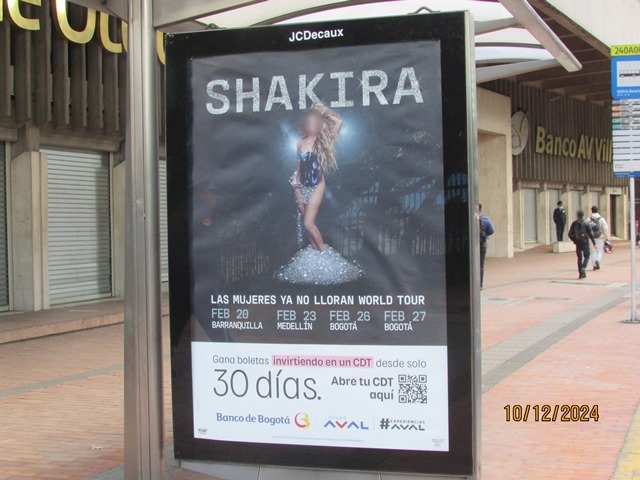 JCDecaux
SHAKIRA
LAS MUJERES YA NO LLORAN WORLD TOUR
FEB 20 FEB 23 FEB 26 FEB 27
BARRANQUILLA MEDELLÍN BOGOTÁ BOGOTÁ
Gana boletas invirtiendo en un CDT desde solo
30 días.
Abre tu CDT
aquí
Banco de Bogotá
AVAL
#EXPERIENCIAS
AVAL
Banco AV Vil
240A
10/12/2024